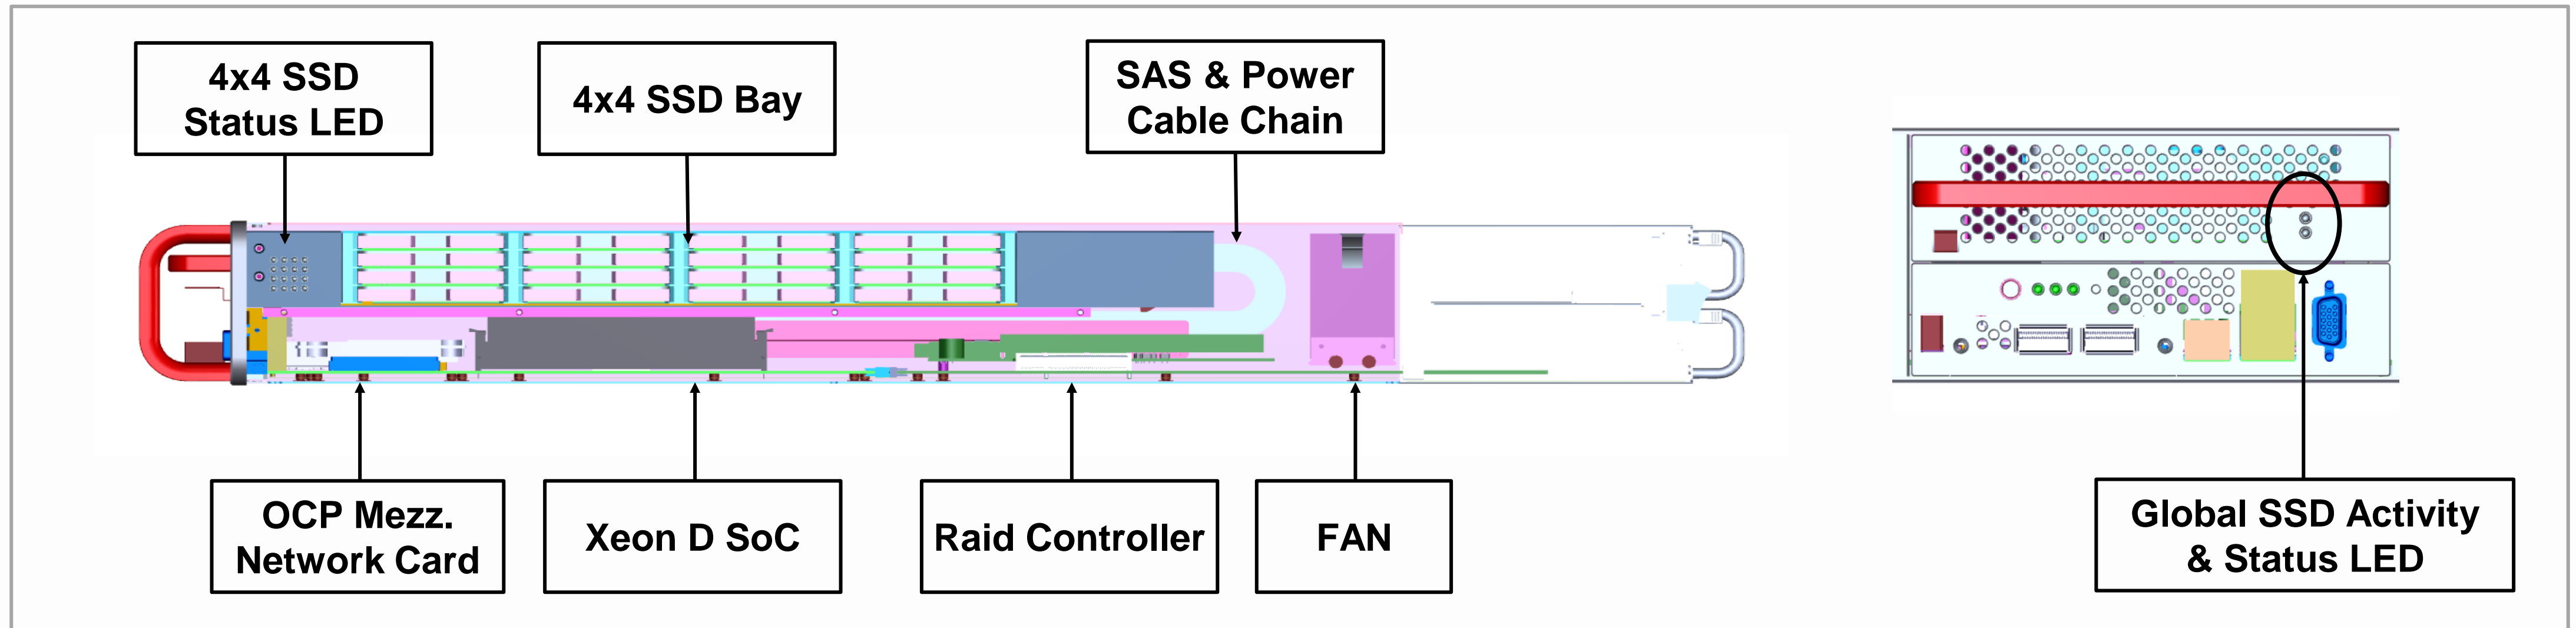 4x4 SSD
Status LED
4x4 SSD Bay
SAS & Power
Cable Chain
OCP Mezz.
Network Card
Xeon D SoC
Raid Controller
FAN
Global SSD Activity
& Status LED